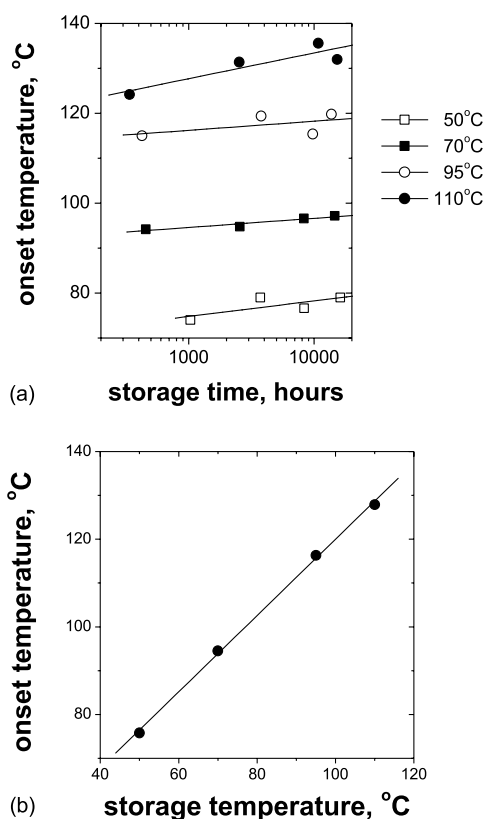 140
120
100
80
onset temperature, °C
1000
10000
storage time, hours
(a)
50°C
70°C
95°C
110°C
140
120
100
80
onset temperature, °C
40
60
80
100
120
storage temperature, °C
(b)